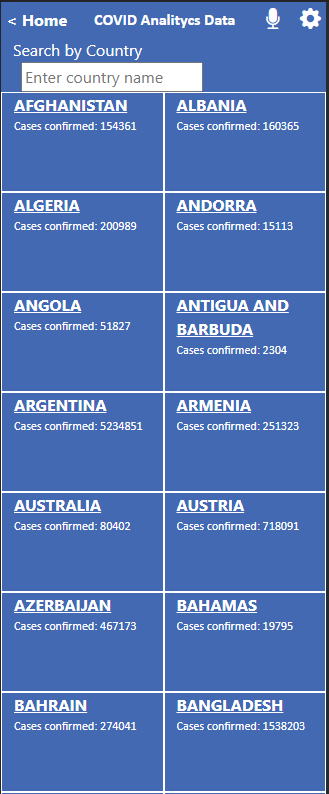 < Home COVID Analitycs Data
Search by Country
Enter country name
AFGHANISTAN ALBANIA
Cases confirmed: 154361 Cases confirmed: 160365
ALGERIA ANDORRA
Cases confirmed: 200989 Cases confirmed: 15113
ANGOLA ANTIGUA AND
Cases confirmed: 51827 BARBUDA
Cases confirmed: 2304
ARGENTINA ARMENIA
Cases confirmed: 5234851 Cases confirmed: 251323
AUSTRALIA AUSTRIA
Cases confirmed: 80402 Cases confirmed: 718091
AZERBAIJAN BAHAMAS
Cases confirmed: 467173 Cases confirmed: 19795
BAHRAIN BANGLADESH
Cases confirmed: 274041 Cases confirmed: 1538203